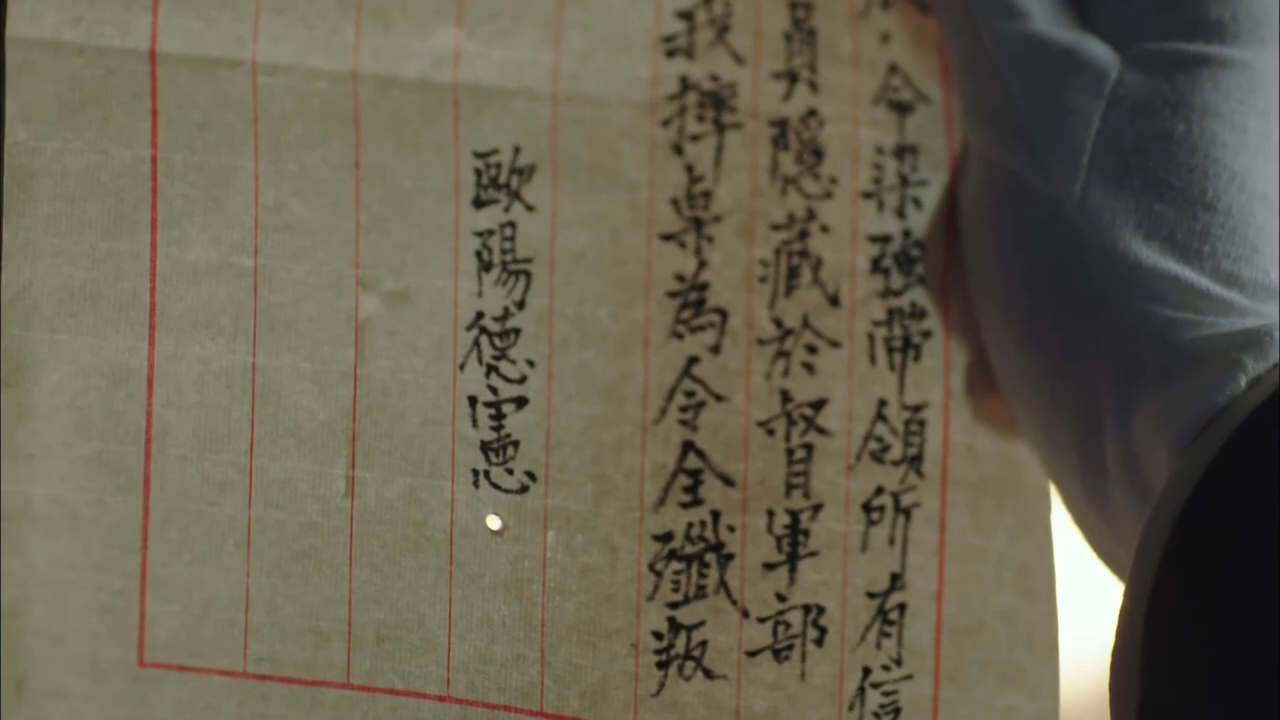 令梁強帶領所有信
員隱藏於督軍部
我摔桌為令全殲叛
歐陽德憲